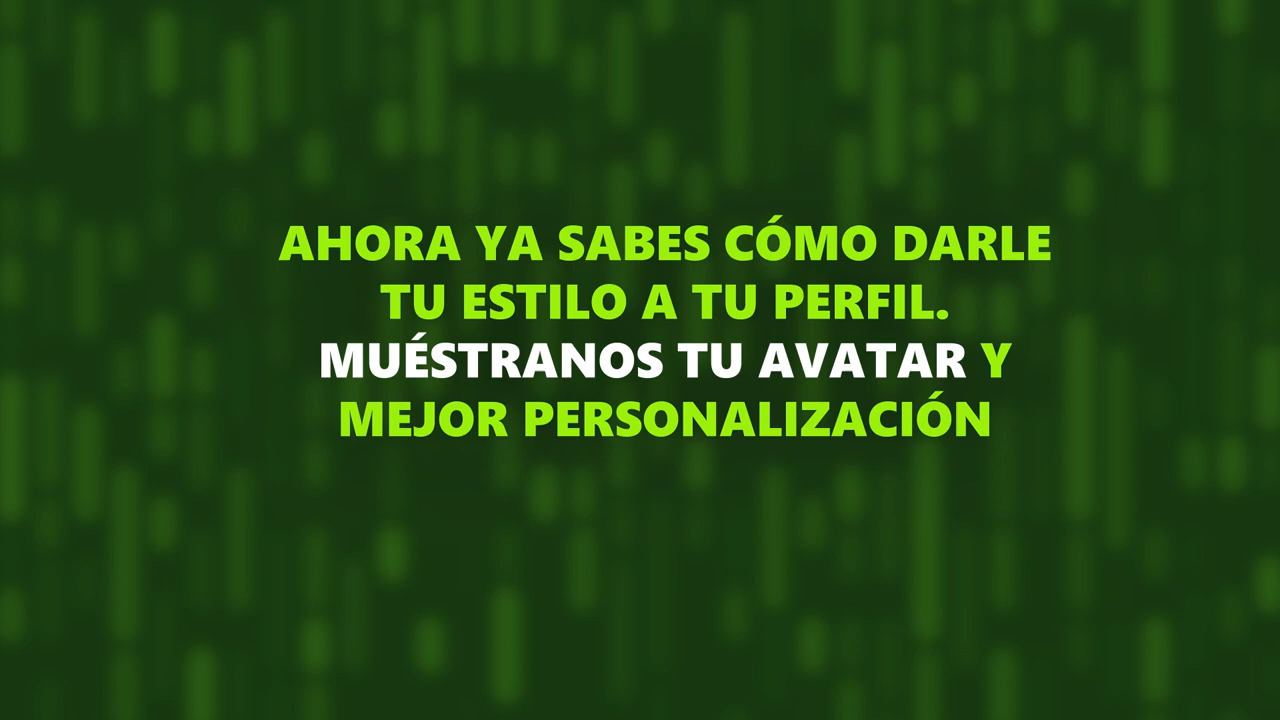 AHORA YA SABES CÓMO DARLE
TU ESTILO A TU PERFIL.
MUÉSTRANOS TU AVATAR Y
MEJOR PERSONALIZACIÓN